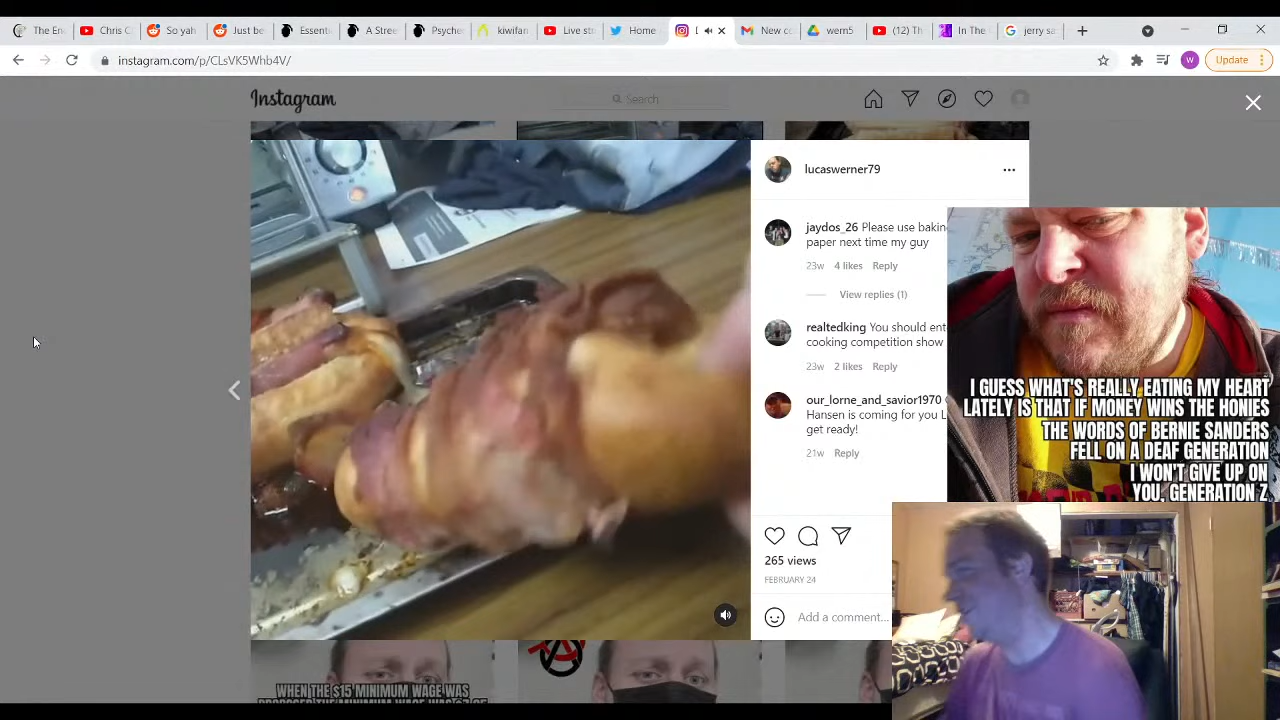 The En
Chris C
So yah
Just be
Essenti
A Stree
Psyche
kiwifan
Live str
Home
New co
wern5
(12) Th
In The
jerry sa
instagram.com/p/CLsVK5Whb4V/
W
Update
Instagram
Search
lucaswerner79
jaydos_26 Please use bakin
paper next time my guy
23w 4 likes Reply
View replies (1)
realtedking You should ent
cooking competition show
23w 2 likes Reply
our_lorne_and_savior1970
Hansen is coming for you L
get ready!
21w Reply
265 views
FEBRUARY 24
Add a comment...
I GUESS WHAT'S REALLY EATING MY HEART
LATELY IS THAT IF MONEY WINS THE HONIES
THE WORDS OF BERNIE SANDERS
FELL ON A DEAF GENERATION
I WON'T GIVE UP ON
YOU, GENERATION Z
WHEN THE $15 MINIMUM WAGE WAS